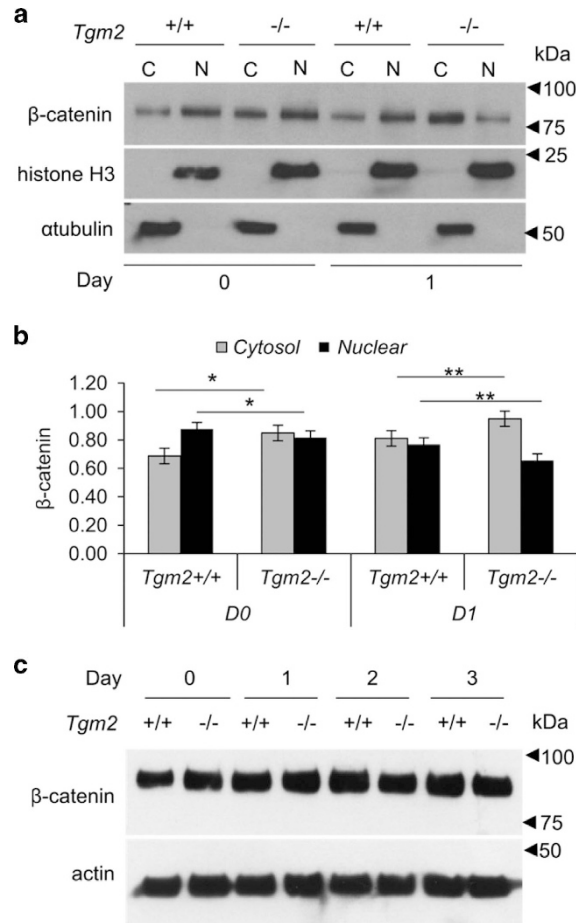 a
Tgm2 +/+ -/- +/+ -/-
kDa
C N C N C N C N
100
β-catenin
75
25
histone H3
αtubulin
50
Day 0 1
b
Cytosol Nuclear
* * ** **
1.20
1.00
0.80
0.60
0.40
0.20
0.00
β-catenin
Tgm2+/+ Tgm2-/- Tgm2+/+ Tgm2-/-
D0 D1
c
Day 0 1 2 3
Tgm2 +/+ -/- +/+ -/- +/+ -/- +/+ -/- kDa
100
β-catenin
75
50
actin